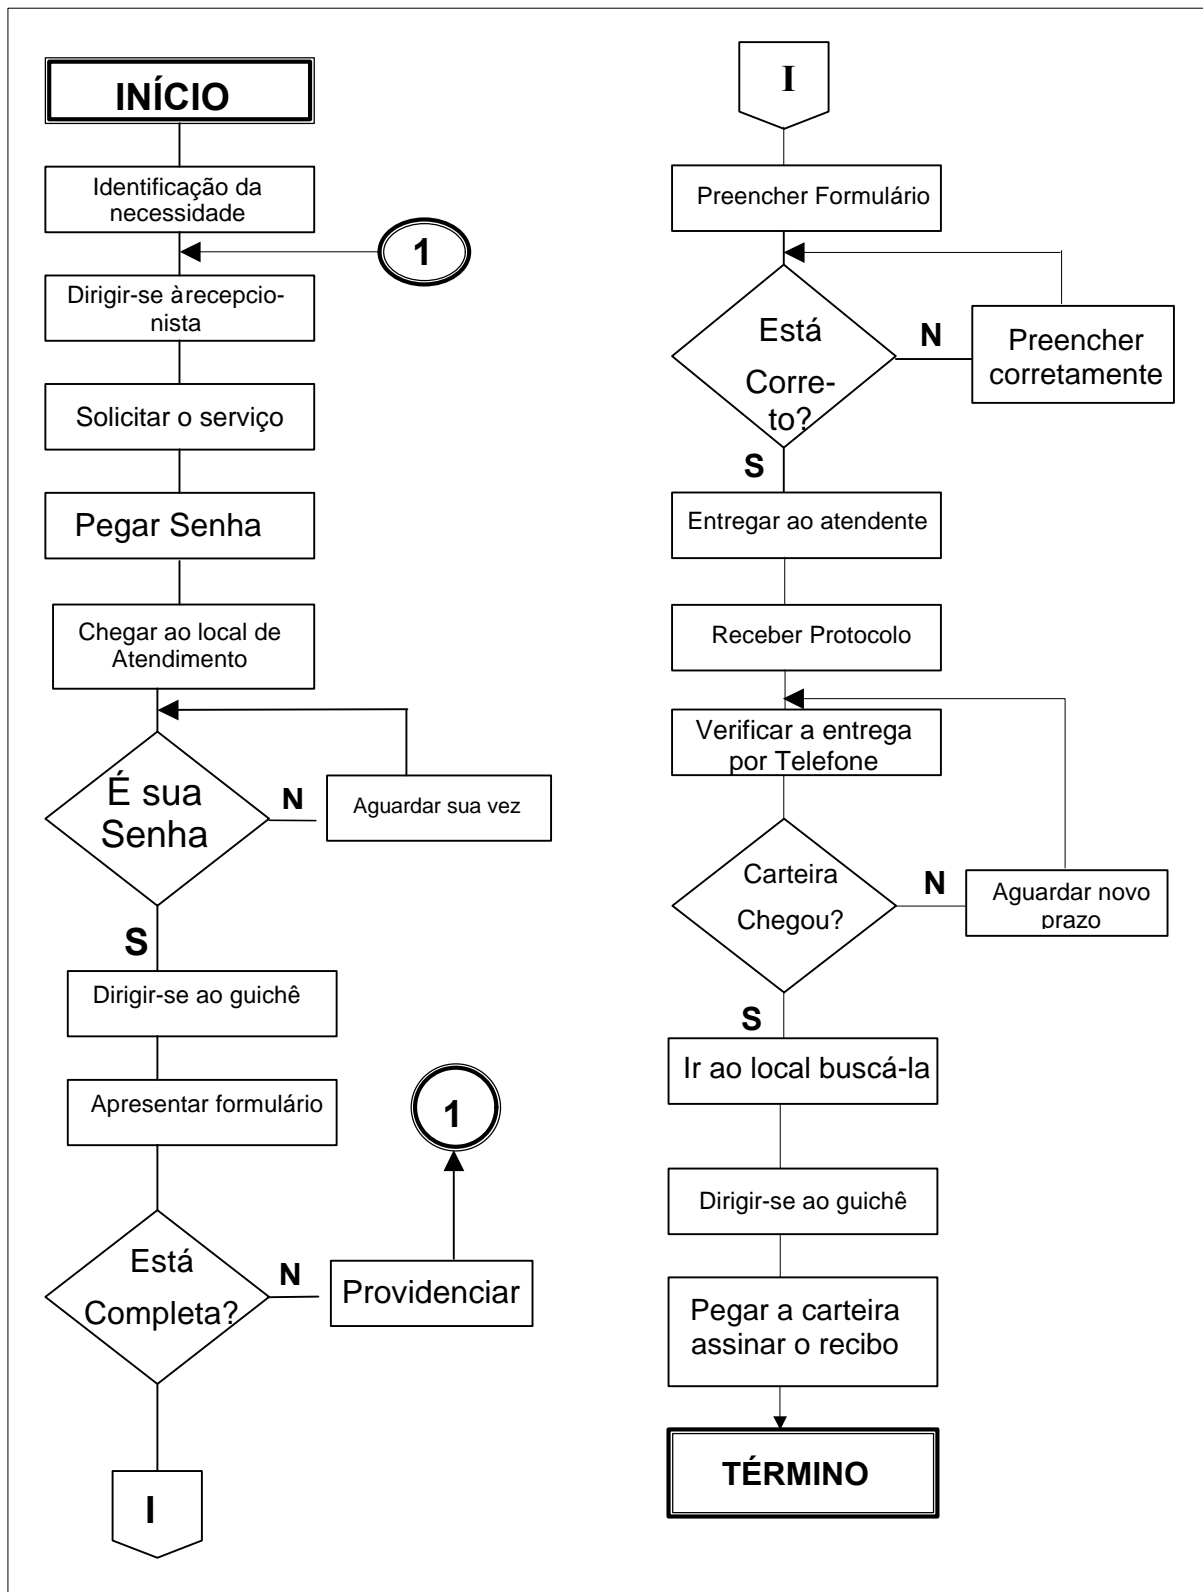 INÍCIO
Identificação da
necessidade
1
Dirigir-se àrecepcio-
nista
Solicitar o serviço
Pegar Senha
Chegar ao local de
Atendimento
É sua
Senha
N
Aguardar sua vez
S
Dirigir-se ao guichê
Apresentar formulário
1
Está
Completa?
N
Providenciar
I
I
Preencher Formulário
Está
Corre-
to?
N
Preencher
corretamente
S
Entregar ao atendente
Receber Protocolo
Verificar a entrega
por Telefone
Carteira
Chegou?
N
Aguardar novo
prazo
S
Ir ao local buscá-la
Dirigir-se ao guichê
Pegar a carteira
assinar o recibo
TÉRMINO